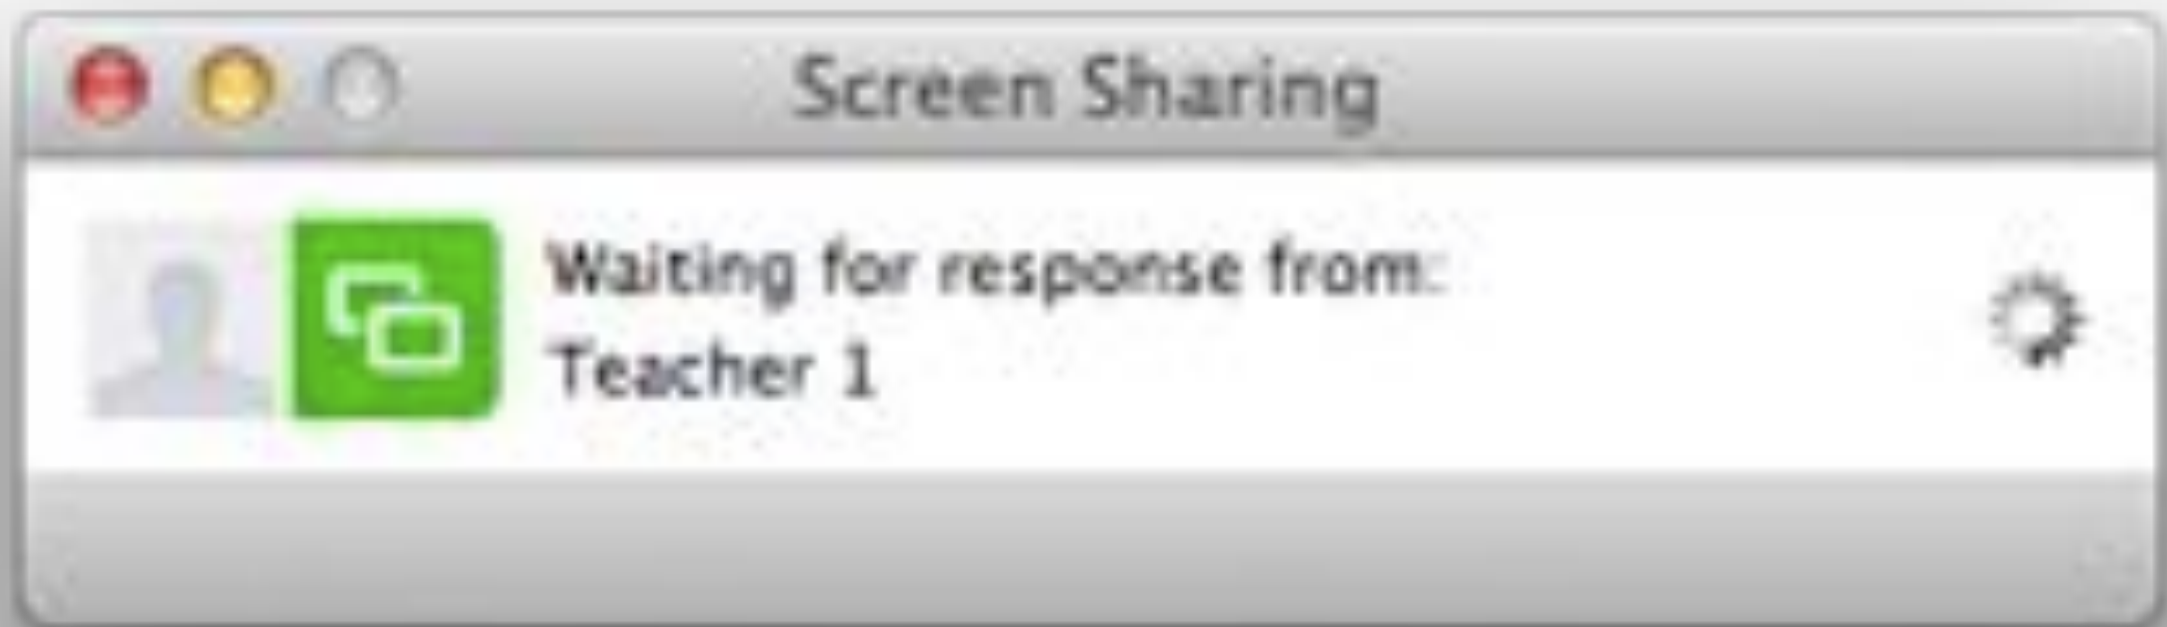 Screen Sharing
Waiting for response from:
Teacher 1